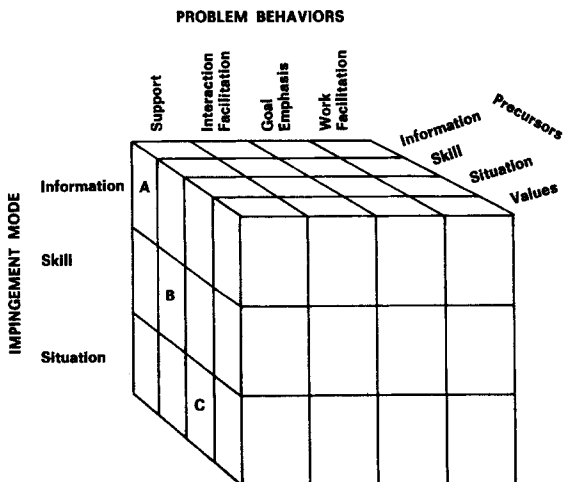 PROBLEM BEHAVIORS
Support
Interaction
Facilitation
Goal
Emphasis
Work
Facilitation
Precursors
Information
Skill
Situation
Values
IMPINGEMENT MODE
Information
A
Skill
B
Situation
C